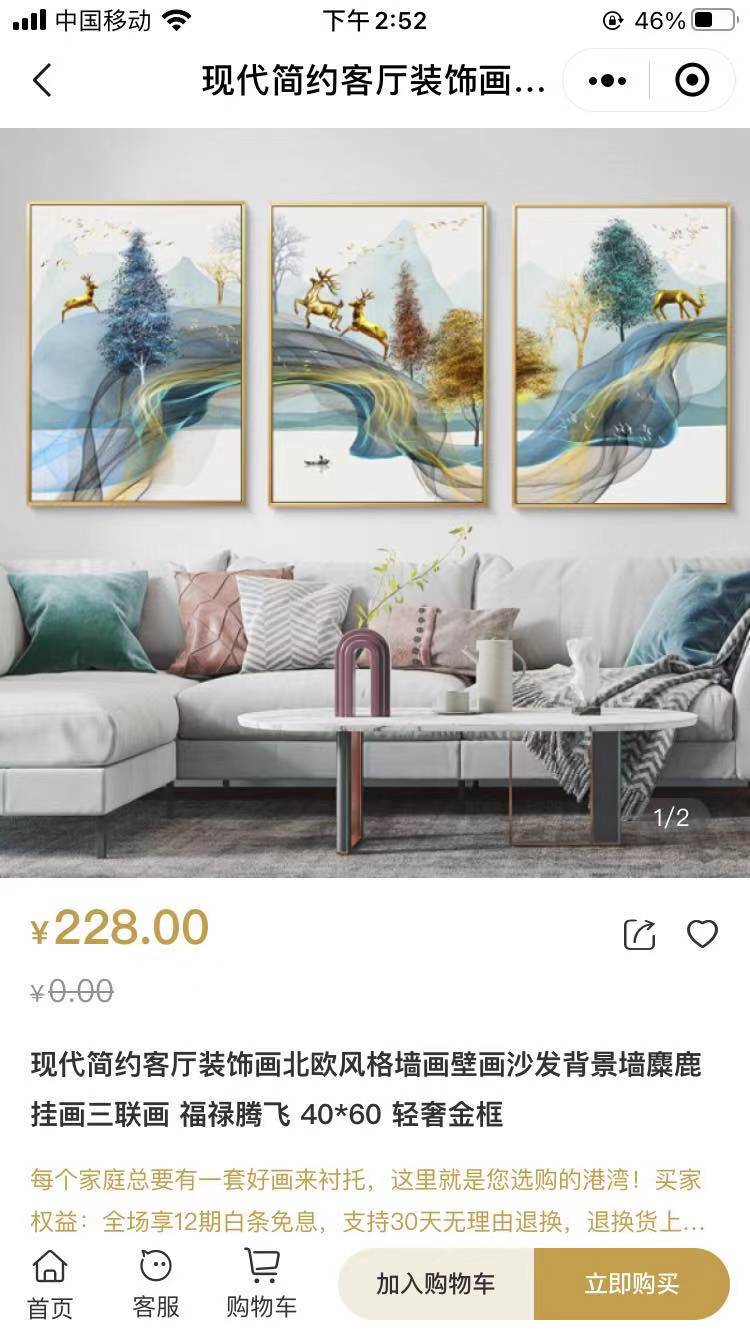 中国移动
下午2:52
46%
现代简约客厅装饰画...
1/2
¥228.00
¥0.00
现代简约客厅装饰画北欧风格墙画壁画沙发背景墙麋鹿
挂画三联画 福禄腾飞 40*60 轻奢金框
每个家庭总要有一套好画来衬托，这里就是您选购的港湾！买家
权益：全场享12期白条免息，支持30天无理由退换，退换货上...
首页
客服
购物车
加入购物车
立即购买